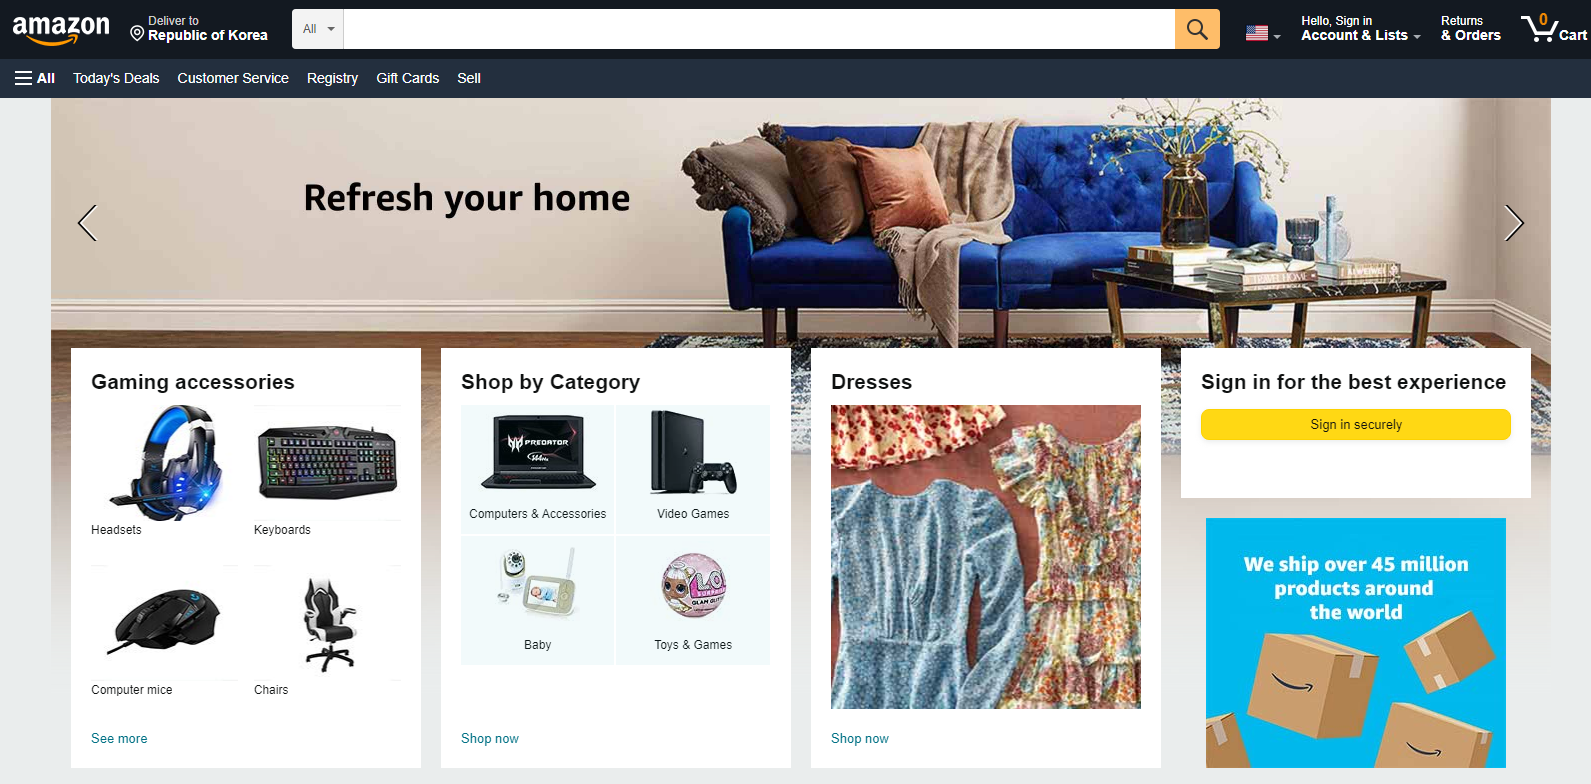 amazon
Deliver to
Republic of Korea
All
Hello, Sign in
Account & Lists
Returns
& Orders
0
Cart
All
Today's Deals
Customer Service
Registry
Gift Cards
Sell
Refresh your home
Gaming accessories
Headsets
Keyboards
Computer mice
Chairs
See more
Shop by Category
PREDATOR
144Hz
Computers & Accessories
Video Games
Baby
L.O.L.
SURPRISE!
Toys & Games
Shop now
Dresses
Shop now
Sign in for the best experience
Sign in securely
We ship over 45 million
products around
the world